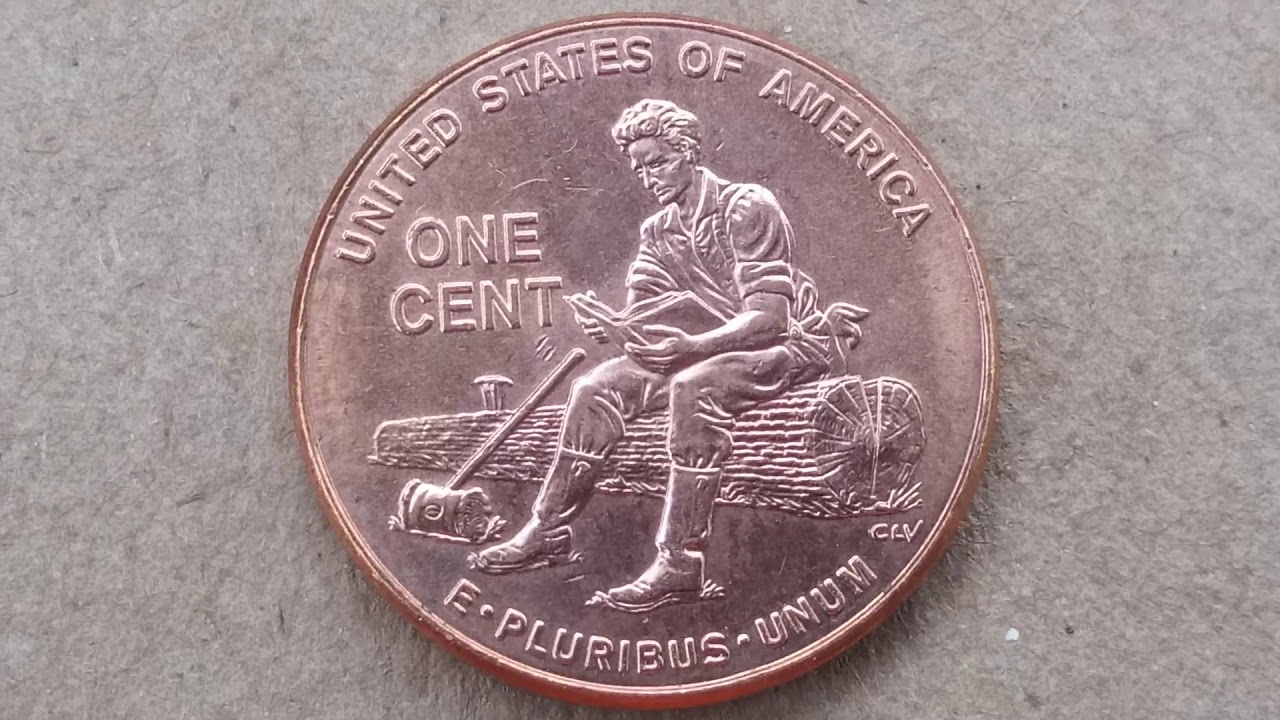 UNITED STATES OF AMERICA
ONE
CENT
CLV
E·PLURIBUS·UNUM